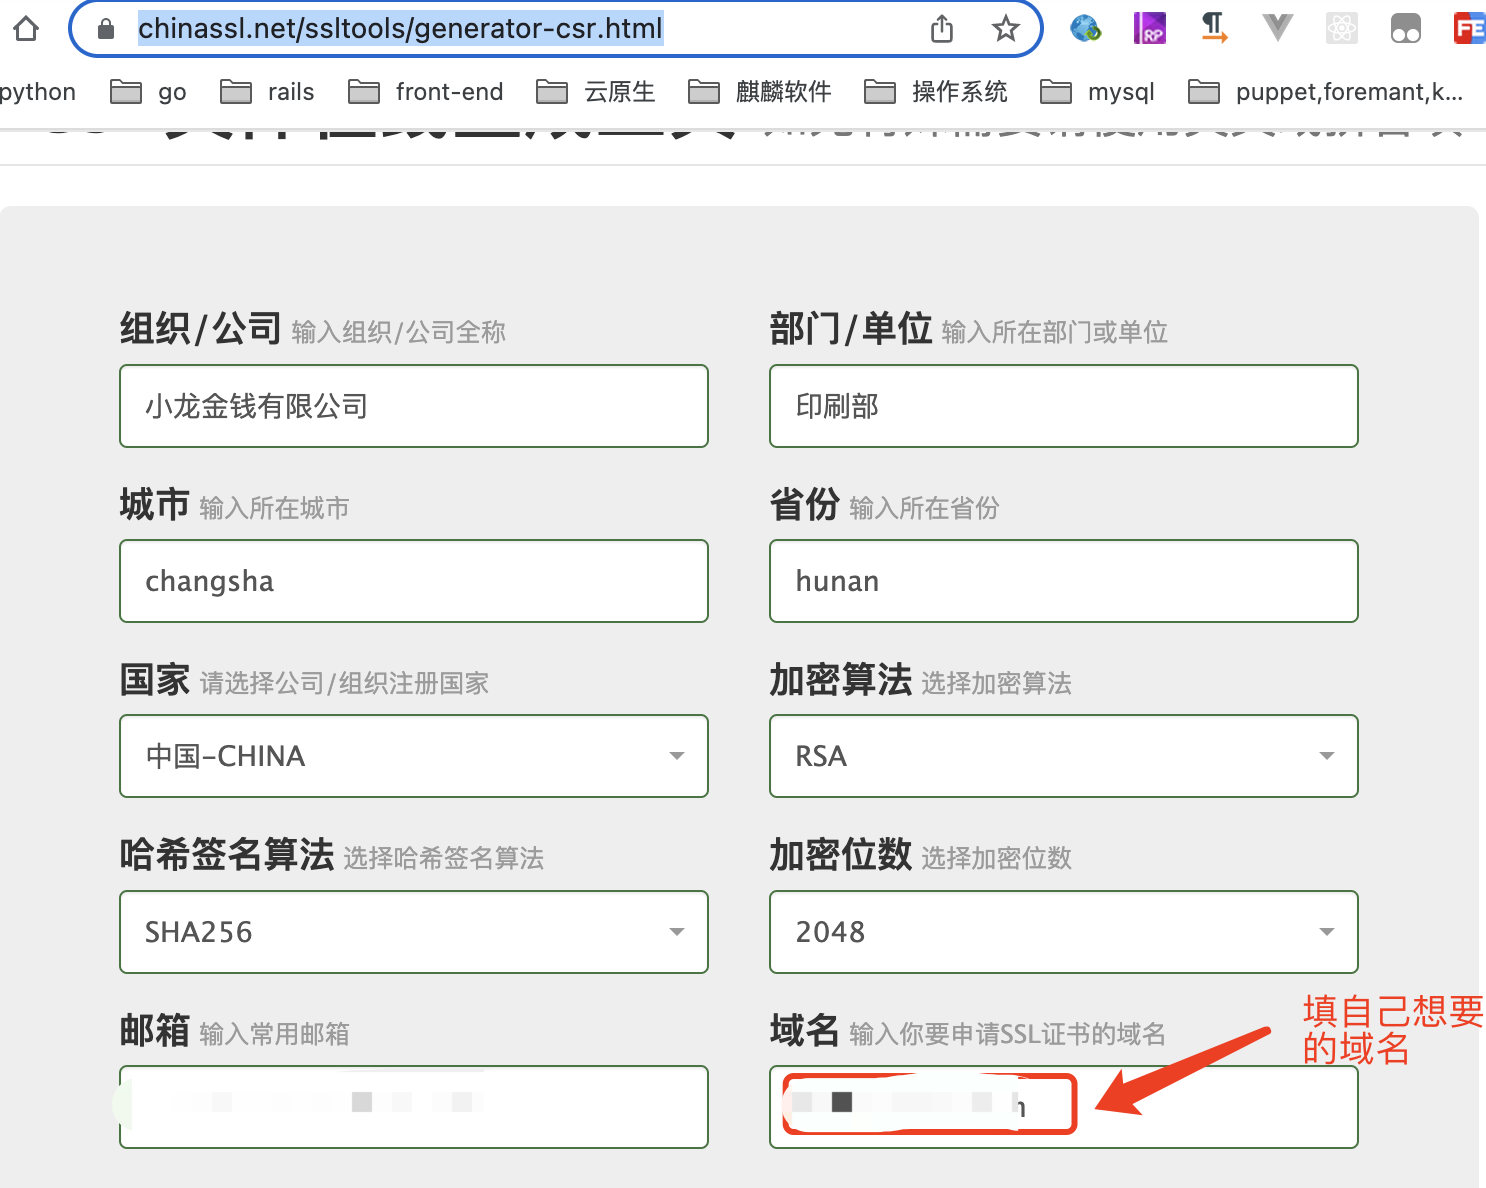 chinassl.net/ssltools/generator-csr.html
RP
FE
python go rails front-end 云原生 麒麟软件 操作系统 mysql puppet,foremant,k...
组织/公司 输入组织/公司全称
部门/单位 输入所在部门或单位
小龙金钱有限公司
印刷部
城市 输入所在城市
省份 输入所在省份
changsha
hunan
国家 请选择公司/组织注册国家
加密算法 选择加密算法
中国-CHINA
RSA
哈希签名算法 选择哈希签名算法
加密位数 选择加密位数
SHA256
2048
填自己想要
的域名
邮箱 输入常用邮箱
域名 输入你要申请SSL证书的域名